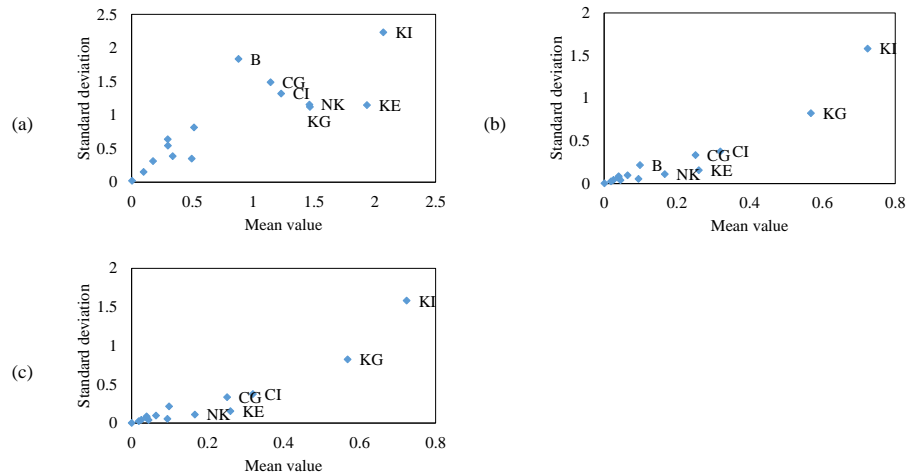 (a)
Standard deviation
2.5
2
1.5
1
0.5
0
KI
B
CG
CI
NK
KG
KE
0 0.5 1 1.5 2 2.5
Mean value
(b)
Standard deviation
2
1.5
1
0.5
0
KI
KG
CG
CI
B
NK
KE
0 0.2 0.4 0.6 0.8
Mean value
(c)
Standard deviation
2
1.5
1
0.5
0
KI
KG
CG
CI
NK
KE
0 0.2 0.4 0.6 0.8
Mean value